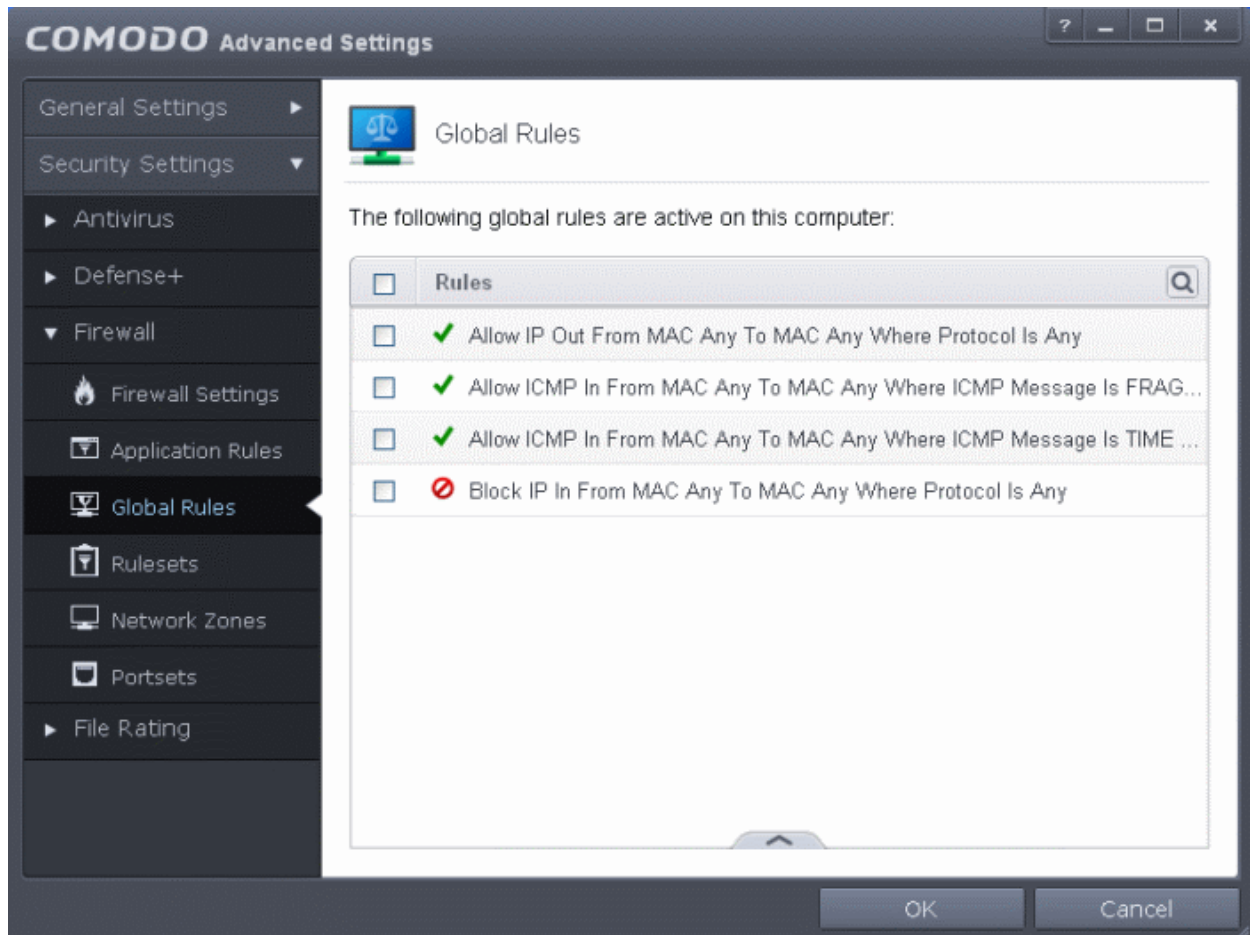 COMODO Advanced Settings
?
General Settings
Security Settings
Antivirus
Defense+
Firewall
Firewall Settings
Application Rules
Global Rules
Rulesets
Network Zones
Portsets
File Rating
Global Rules
The following global rules are active on this computer:
Rules
Allow IP Out From MAC Any To MAC Any Where Protocol Is Any
Allow ICMP In From MAC Any To MAC Any Where ICMP Message Is FRAG...
Allow ICMP In From MAC Any To MAC Any Where ICMP Message Is TIME ...
Block IP In From MAC Any To MAC Any Where Protocol Is Any
OK
Cancel